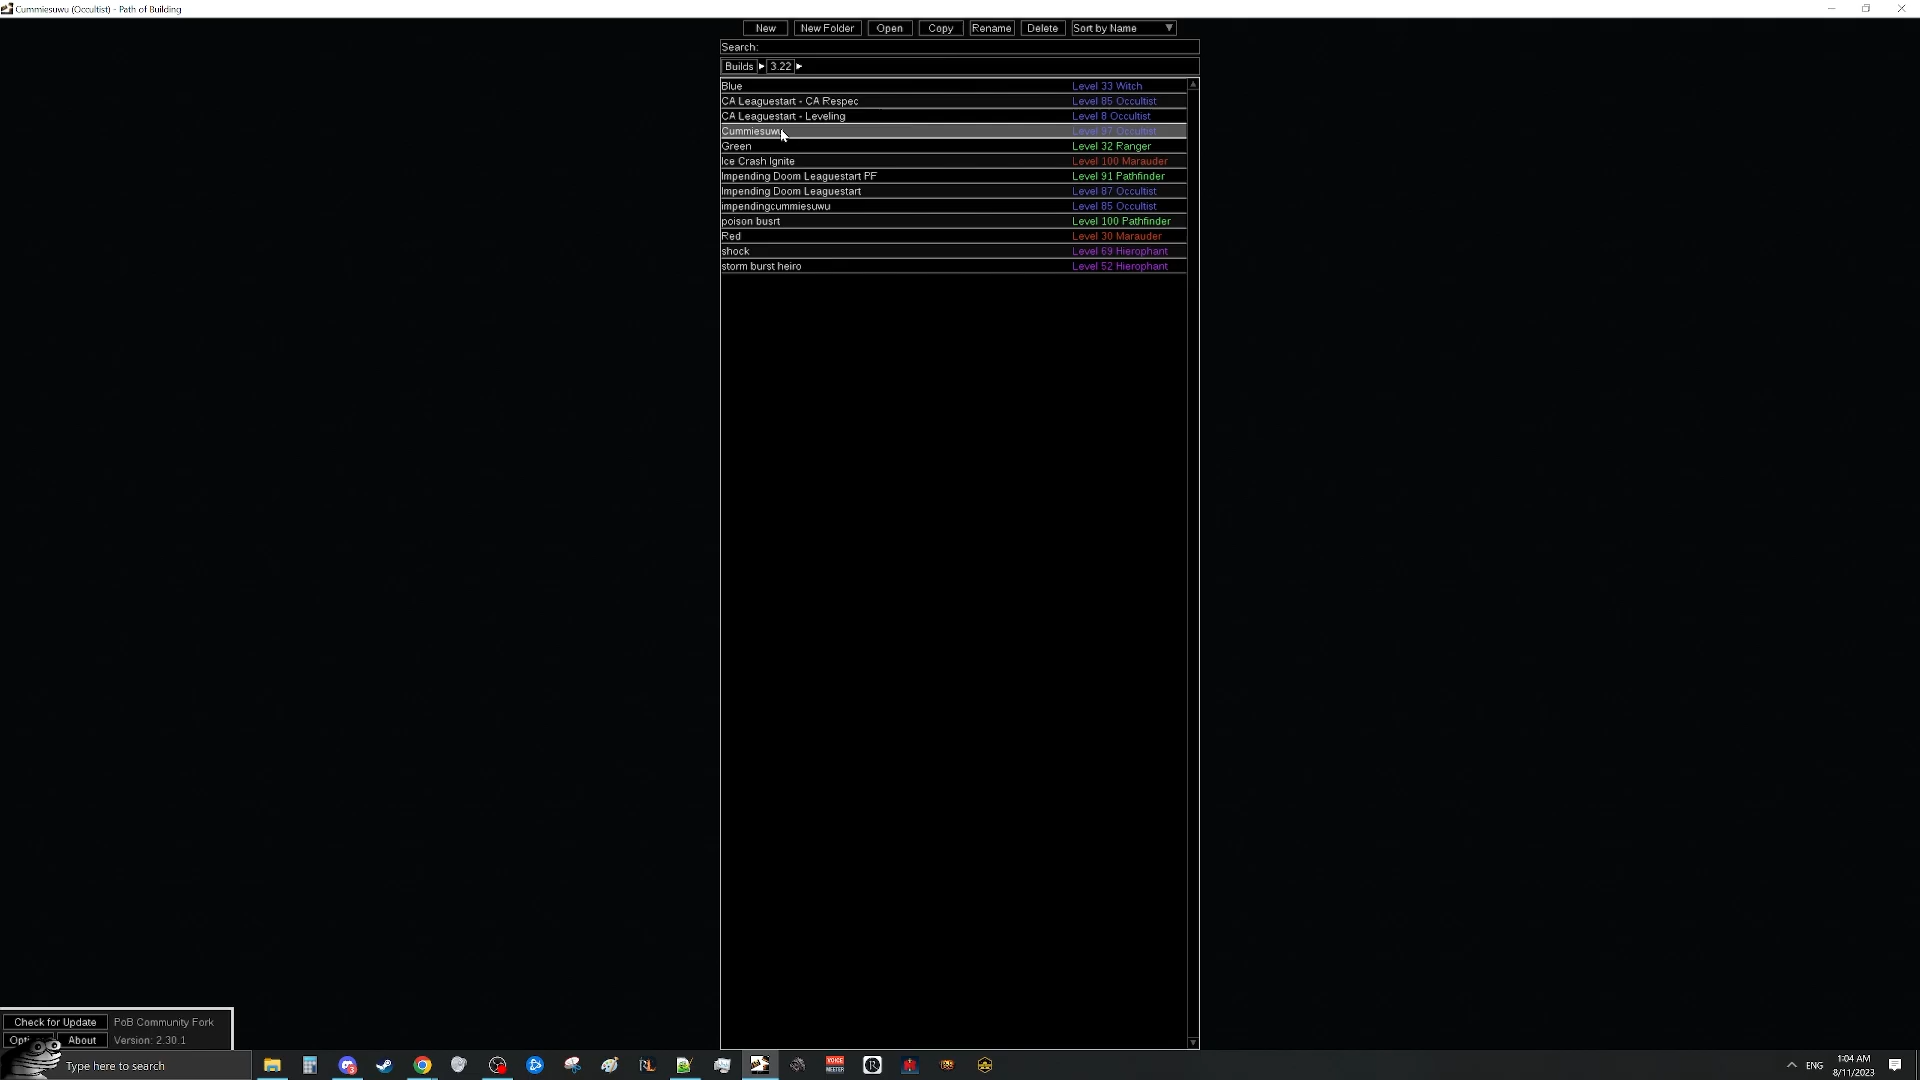 Cummiesuwu (Occultist) - Path of Building
New New Folder Open Copy Rename Delete Sort by Name
Search:
Builds 3.22
Blue Level 33 Witch
CA Leaguestart - CA Respec Level 85 Occultist
CA Leaguestart - Leveling Level 8 Occultist
Cummiesuwu Level 97 Occultist
Green Level 32 Ranger
Ice Crash Ignite Level 100 Marauder
Impending Doom Leaguestart PF Level 91 Pathfinder
Impending Doom Leaguestart Level 87 Occultist
impendingcummiesuwu Level 85 Occultist
poison busrt Level 100 Pathfinder
Red Level 30 Marauder
shock Level 69 Hierophant
storm burst heiro Level 52 Hierophant
Check for Update PoB Community Fork
About Version: 2.30.1
Type here to search
VOICE
MEETER
ENG
1:04 AM
8/11/2023